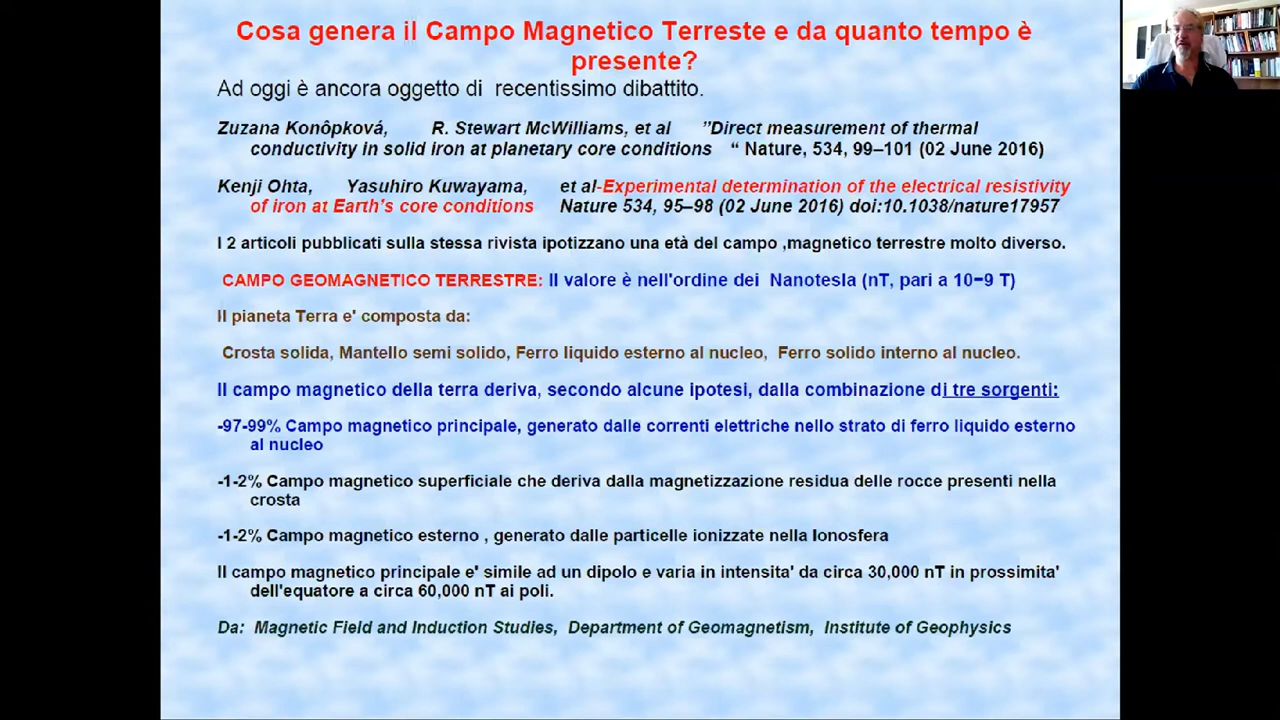 Cosa genera il Campo Magnetico Terreste e da quanto tempo è
presente?
Ad oggi è ancora oggetto di recentissimo dibattito.
Zuzana Konôpková, R. Stewart McWilliams, et al ”Direct measurement of thermal
conductivity in solid iron at planetary core conditions “ Nature, 534, 99–101 (02 June 2016)
Kenji Ohta, Yasuhiro Kuwayama, et al-Experimental determination of the electrical resistivity
of iron at Earth’s core conditions Nature 534, 95–98 (02 June 2016) doi:10.1038/nature17957
I 2 articoli pubblicati sulla stessa rivista ipotizzano una età del campo ,magnetico terrestre molto diverso.
CAMPO GEOMAGNETICO TERRESTRE: Il valore è nell'ordine dei Nanotesla (nT, pari a 10−9 T)
Il pianeta Terra e' composta da:
Crosta solida, Mantello semi solido, Ferro liquido esterno al nucleo, Ferro solido interno al nucleo.
Il campo magnetico della terra deriva, secondo alcune ipotesi, dalla combinazione di tre sorgenti:
-97-99% Campo magnetico principale, generato dalle correnti elettriche nello strato di ferro liquido esterno
al nucleo
-1-2% Campo magnetico superficiale che deriva dalla magnetizzazione residua delle rocce presenti nella
crosta
-1-2% Campo magnetico esterno , generato dalle particelle ionizzate nella Ionosfera
Il campo magnetico principale e' simile ad un dipolo e varia in intensita' da circa 30,000 nT in prossimita'
dell'equatore a circa 60,000 nT ai poli.
Da: Magnetic Field and Induction Studies, Department of Geomagnetism, Institute of Geophysics